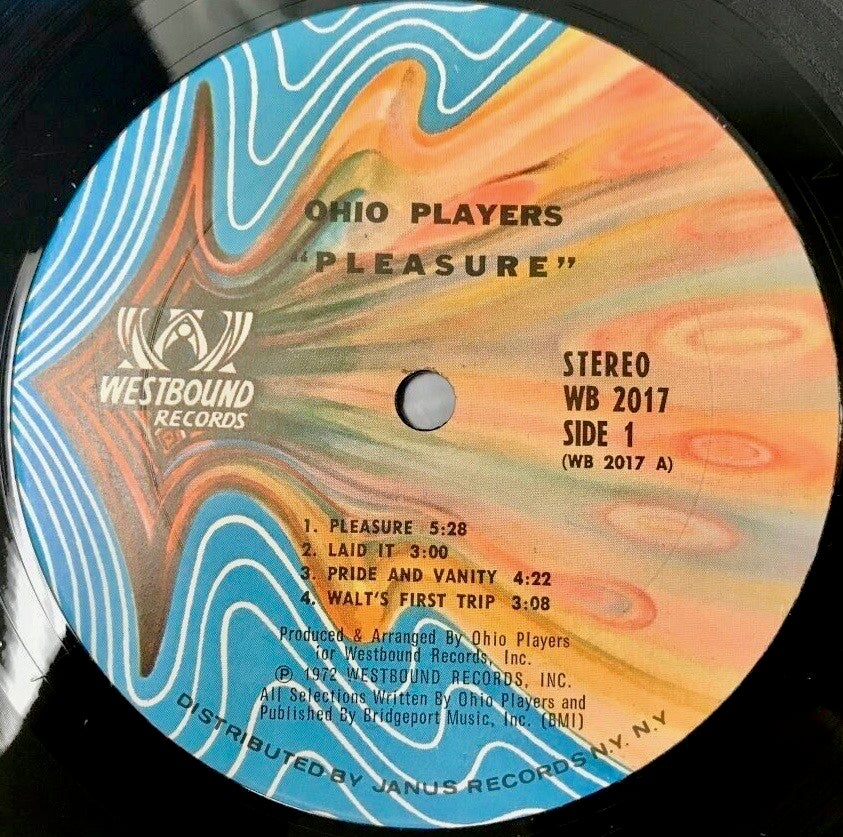 OHIO PLAYERS
"PLEASURE"
WESTBOUND
RECORDS
STEREO
WB 2017
SIDE 1
(WB 2017 A)
1. PLEASURE 5:28
2. LAID IT 3:00
3. PRIDE AND VANITY 4:22
4. WALT'S FIRST TRIP 3:08
Produced & Arranged By Ohio Players
for Westbound Records, Inc.
℗ 1972 WESTBOUND RECORDS, INC.
All Selections Written By Ohio Players and
Published By Bridgeport Music, Inc. (BMI)
DISTRIBUTED BY JANUS RECORDS N.Y. N.Y